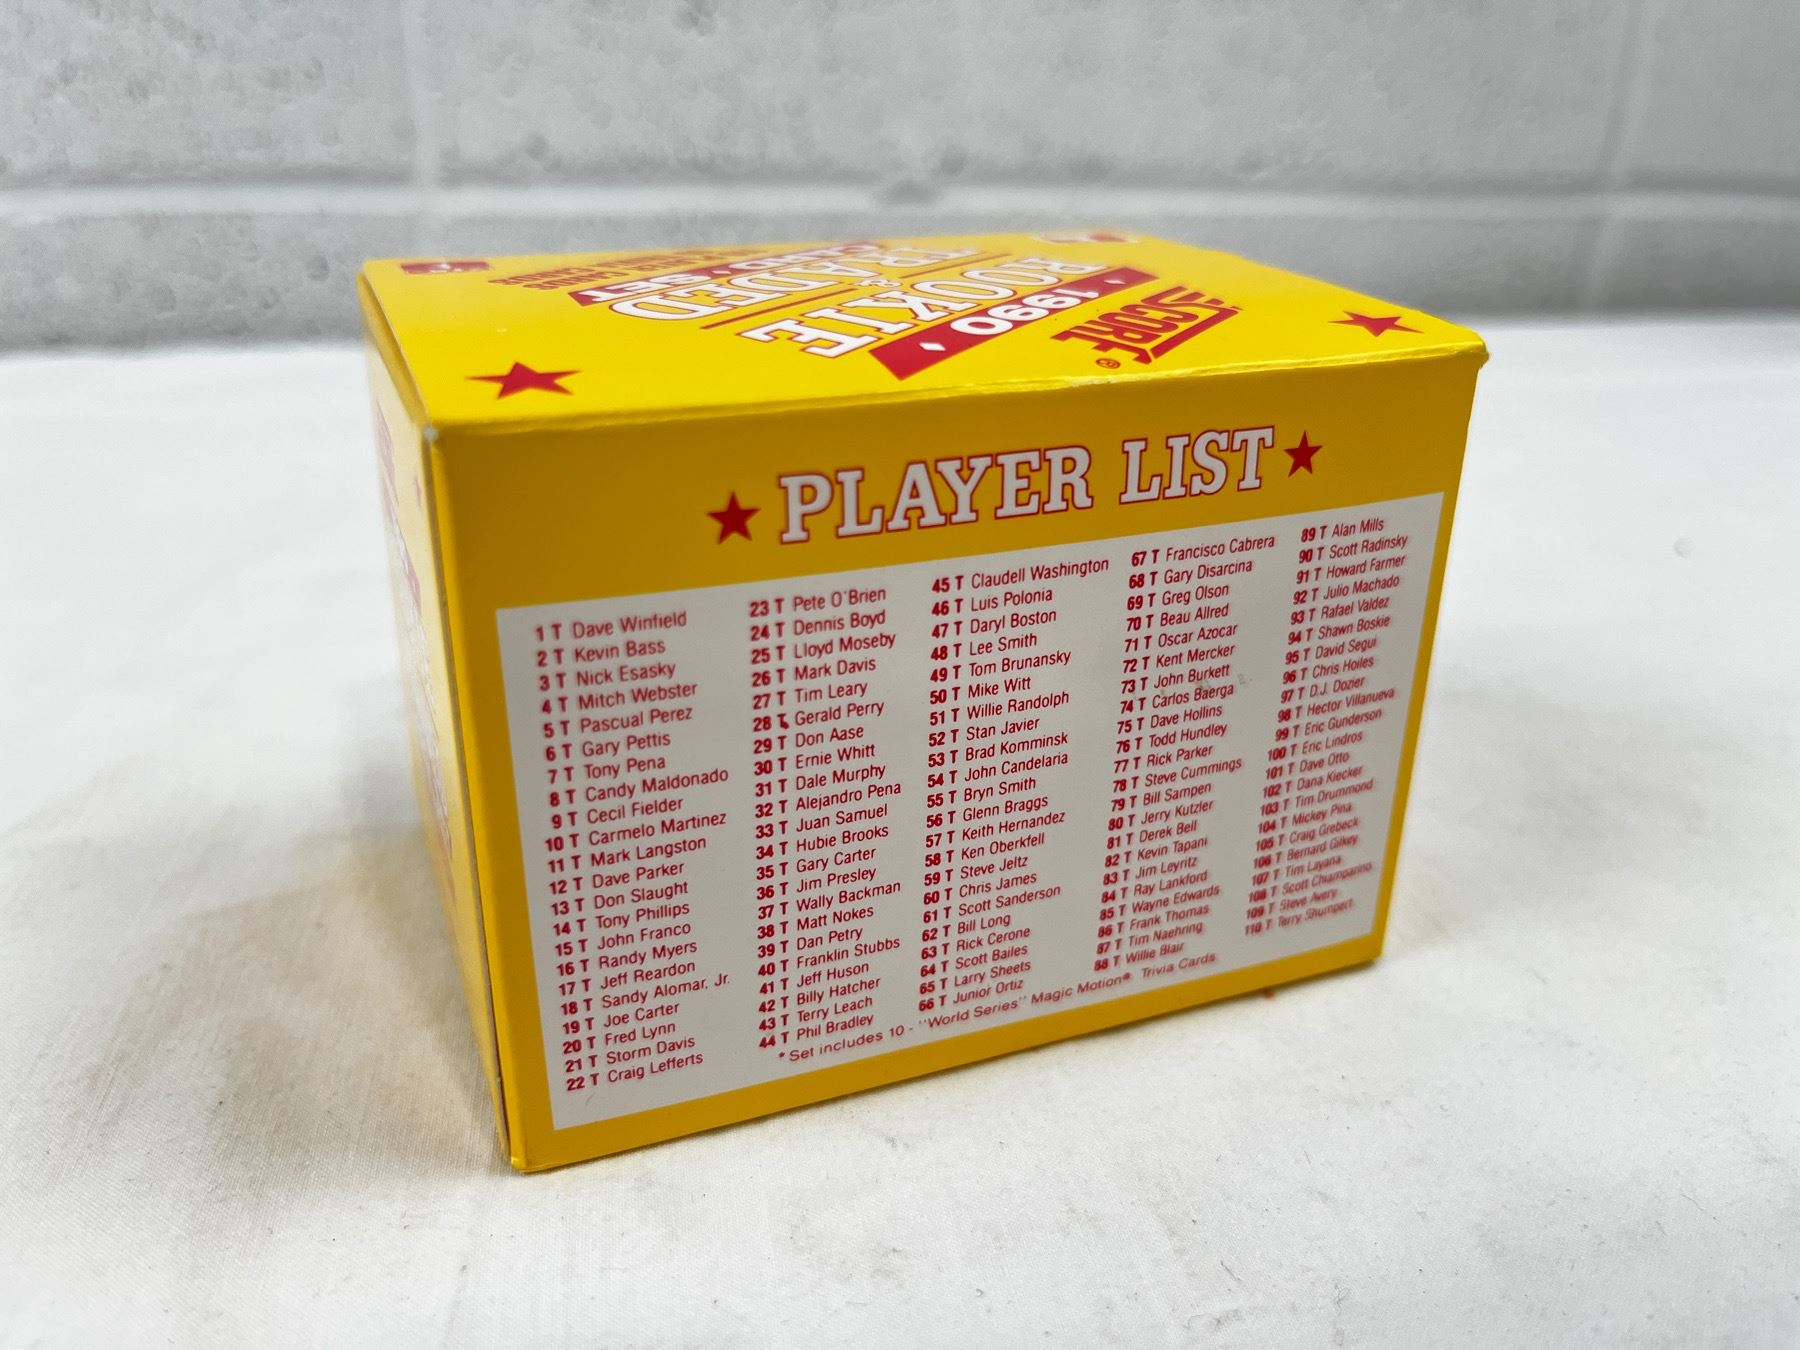 SCORE®
1990
ROOKIE
& TRADED
PLAYER LIST
1 T Dave Winfield
2 T Kevin Bass
3 T Nick Esasky
4 T Mitch Webster
5 T Pascual Perez
6 T Gary Pettis
7 T Tony Pena
8 T Candy Maldonado
9 T Cecil Fielder
10 T Carmelo Martinez
11 T Mark Langston
12 T Dave Parker
13 T Don Slaught
14 T Tony Phillips
15 T John Franco
16 T Randy Myers
17 T Jeff Reardon
18 T Sandy Alomar, Jr.
19 T Joe Carter
20 T Fred Lynn
21 T Storm Davis
22 T Craig Lefferts
23 T Pete O'Brien
24 T Dennis Boyd
25 T Lloyd Moseby
26 T Mark Davis
27 T Tim Leary
28 T Gerald Perry
29 T Don Aase
30 T Ernie Whitt
31 T Dale Murphy
32 T Alejandro Pena
33 T Juan Samuel
34 T Hubie Brooks
35 T Gary Carter
36 T Jim Presley
37 T Wally Backman
38 T Matt Nokes
39 T Dan Petry
40 T Franklin Stubbs
41 T Jeff Huson
42 T Billy Hatcher
43 T Terry Leach
44 T Phil Bradley
45 T Claudell Washington
46 T Luis Polonia
47 T Daryl Boston
48 T Lee Smith
49 T Tom Brunansky
50 T Mike Witt
51 T Willie Randolph
52 T Stan Javier
53 T Brad Komminsk
54 T John Candelaria
55 T Bryn Smith
56 T Glenn Braggs
57 T Keith Hernandez
58 T Ken Oberkfell
59 T Steve Jeltz
60 T Chris James
61 T Scott Sanderson
62 T Bill Long
63 T Rick Cerone
64 T Scott Bailes
65 T Larry Sheets
66 T Junior Ortiz
67 T Francisco Cabrera
68 T Gary Disarcina
69 T Greg Olson
70 T Beau Allred
71 T Oscar Azocar
72 T Kent Mercker
73 T John Burkett
74 T Carlos Baerga
75 T Dave Hollins
76 T Todd Hundley
77 T Rick Parker
78 T Steve Cummings
79 T Bill Sampen
80 T Jerry Kutzler
81 T Derek Bell
82 T Kevin Tapani
83 T Jim Leyritz
84 T Ray Lankford
85 T Wayne Edwards
86 T Frank Thomas
87 T Tim Naehring
88 T Willie Blair
89 T Alan Mills
90 T Scott Radinsky
91 T Howard Farmer
92 T Julio Machado
93 T Rafael Valdez
94 T Shawn Boskie
95 T David Segui
96 T Chris Hoiles
97 T D.J. Dozier
98 T Hector Villanueva
99 T Eric Gunderson
100 T Eric Lindros
101 T Dave Otto
102 T Dana Kiecker
103 T Tim Drummond
104 T Mickey Pina
105 T Craig Grebeck
106 T Bernard Gilkey
107 T Tim Layana
108 T Scott Chiamparino
109 T Steve Avery
110 T Terry Shumpert
* Set includes 10 - "World Series" Magic Motion® Trivia Cards